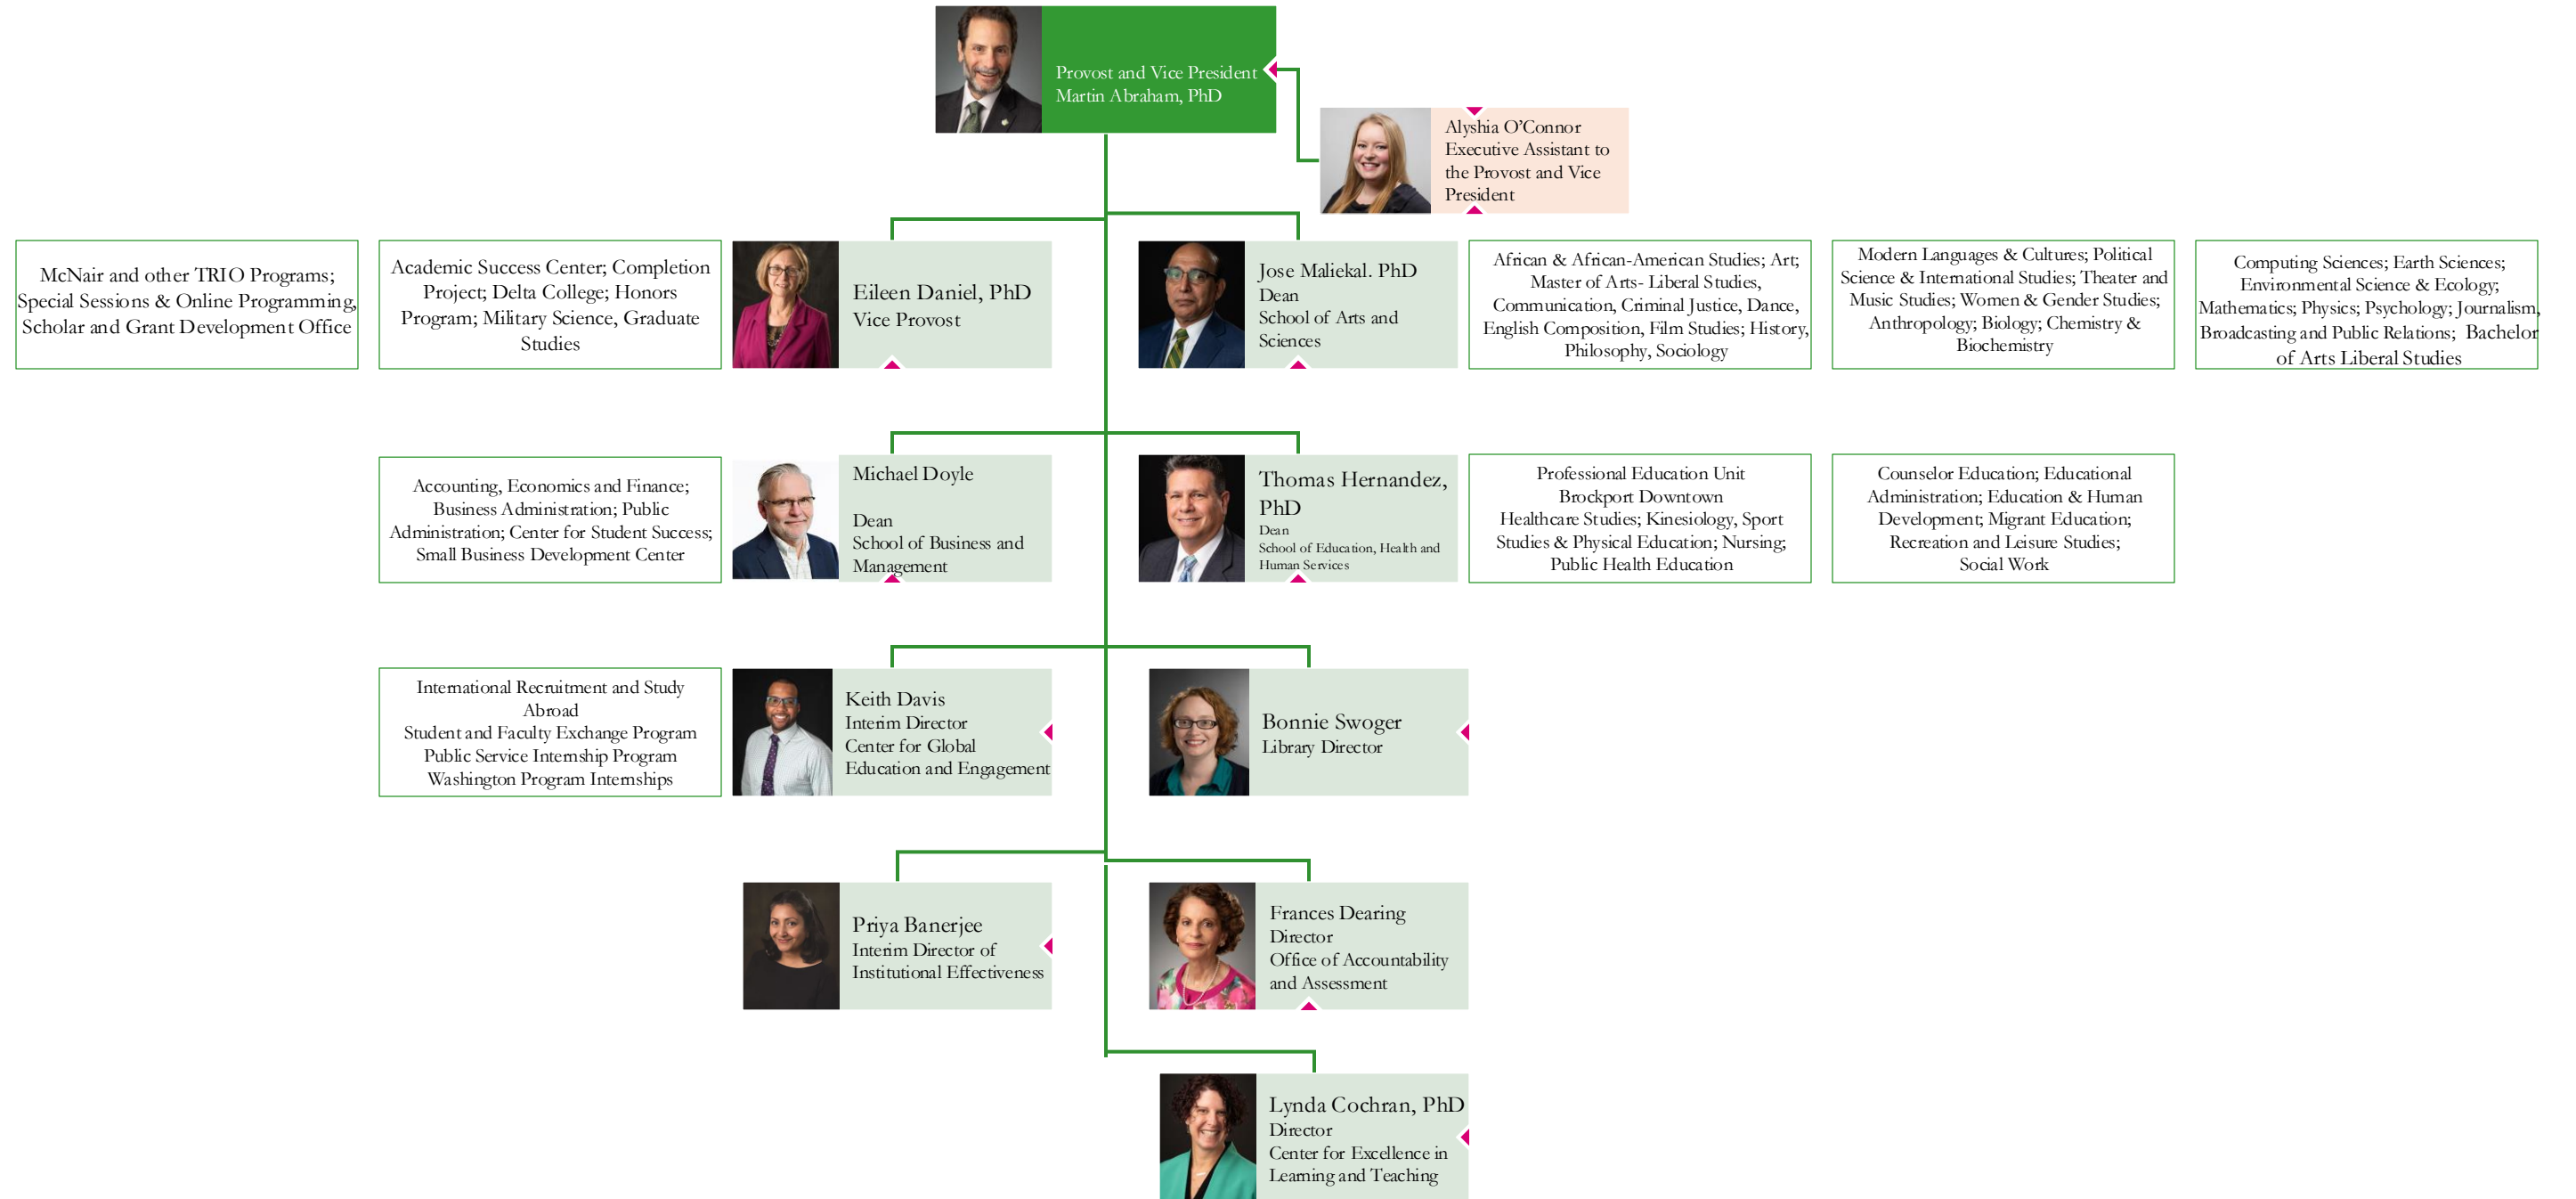 Provost and Vice President
Martin Abraham, PhD
Alyshia O’Connor
Executive Assistant to
the Provost and Vice
President
McNair and other TRIO Programs;
Special Sessions & Online Programming,
Scholar and Grant Development Office
Academic Success Center; Completion
Project; Delta College; Honors
Program; Military Science, Graduate
Studies
Eileen Daniel, PhD
Vice Provost
Jose Maliekal. PhD
Dean
School of Arts and
Sciences
African & African-American Studies; Art;
Master of Arts- Liberal Studies,
Communication, Criminal Justice, Dance,
English Composition, Film Studies; History,
Philosophy, Sociology
Modern Languages & Cultures; Political
Science & International Studies; Theater and
Music Studies; Women & Gender Studies;
Anthropology; Biology; Chemistry &
Biochemistry
Computing Sciences; Earth Sciences;
Environmental Science & Ecology;
Mathematics; Physics; Psychology; Journalism,
Broadcasting and Public Relations; Bachelor
of Arts Liberal Studies
Accounting, Economics and Finance;
Business Administration; Public
Administration; Center for Student Success;
Small Business Development Center
Michael Doyle
Dean
School of Business and
Management
Thomas Hernandez,
PhD
Dean
School of Education, Health and
Human Services
Professional Education Unit
Brockport Downtown
Healthcare Studies; Kinesiology, Sport
Studies & Physical Education; Nursing;
Public Health Education
Counselor Education; Educational
Administration; Education & Human
Development; Migrant Education;
Recreation and Leisure Studies;
Social Work
International Recruitment and Study
Abroad
Student and Faculty Exchange Program
Public Service Internship Program
Washington Program Internships
Keith Davis
Interim Director
Center for Global
Education and Engagement
Bonnie Swoger
Library Director
Priya Banerjee
Interim Director of
Institutional Effectiveness
Frances Dearing
Director
Office of Accountability
and Assessment
Lynda Cochran, PhD
Director
Center for Excellence in
Learning and Teaching